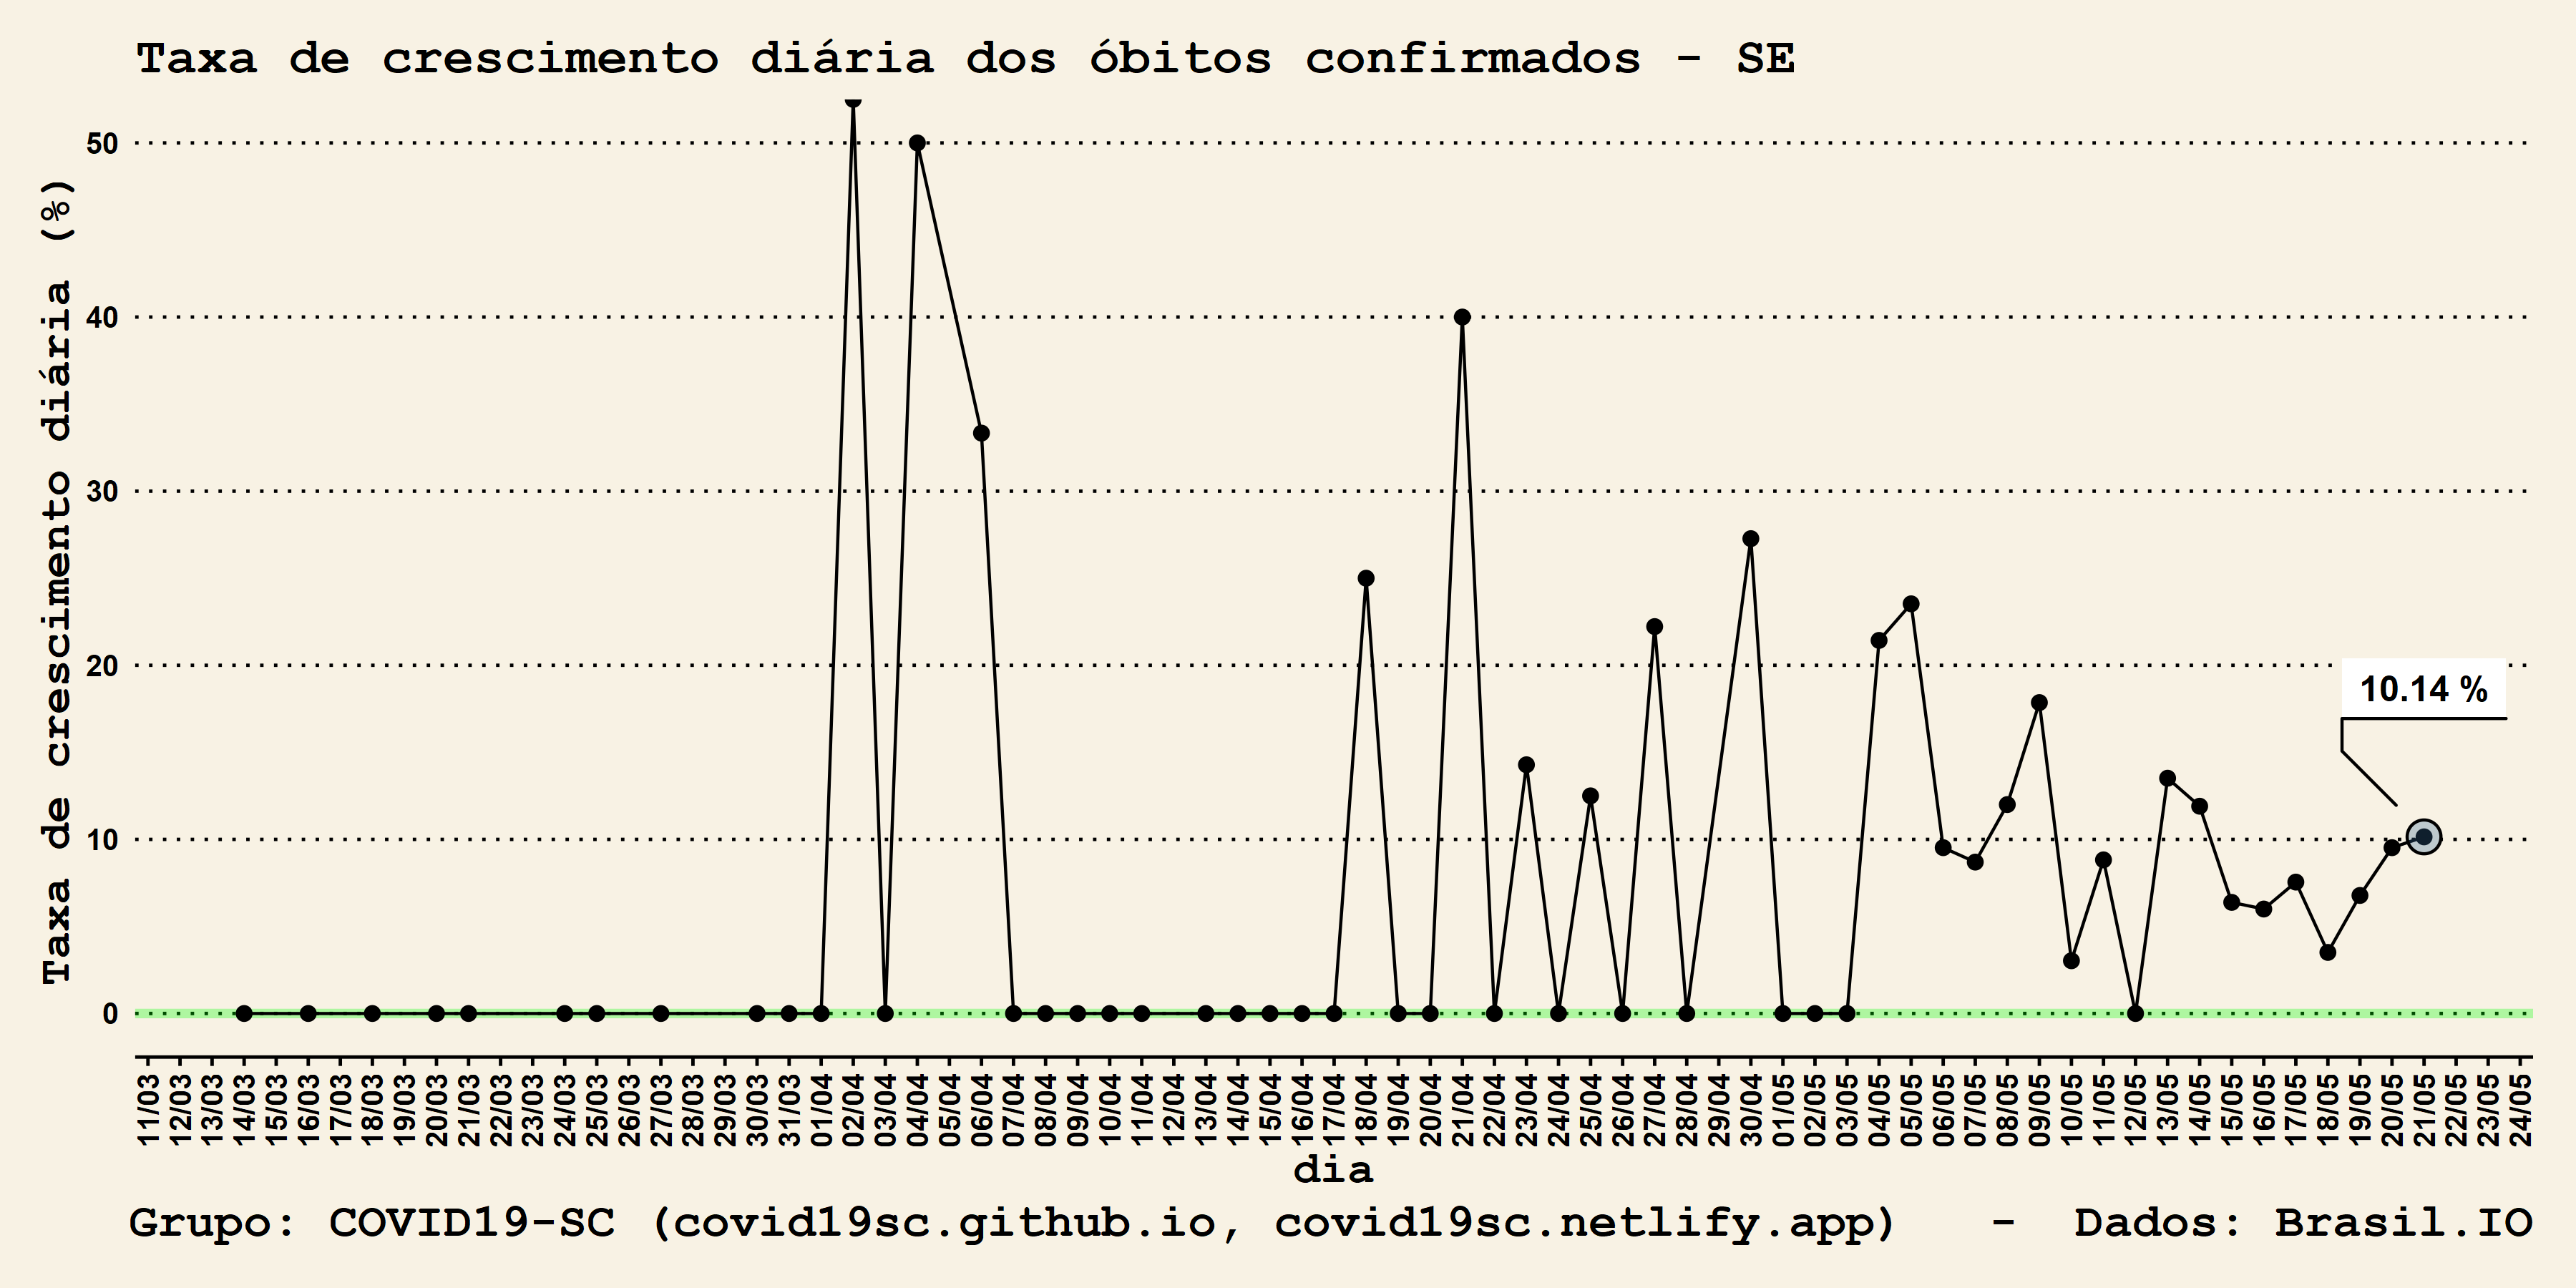 Taxa de crescimento diária dos óbitos confirmados - SE
Taxa de crescimento diária (%)
50
40
30
20
10
0
10.14 %
11/03 12/03 13/03 14/03 15/03 16/03 17/03 18/03 19/03 20/03 21/03 22/03 23/03 24/03 25/03 26/03 27/03 28/03 29/03 30/03 31/03 01/04 02/04 03/04 04/04 05/04 06/04 07/04 08/04 09/04 10/04 11/04 12/04 13/04 14/04 15/04 16/04 17/04 18/04 19/04 20/04 21/04 22/04 23/04 24/04 25/04 26/04 27/04 28/04 29/04 30/04 01/05 02/05 03/05 04/05 05/05 06/05 07/05 08/05 09/05 10/05 11/05 12/05 13/05 14/05 15/05 16/05 17/05 18/05 19/05 20/05 21/05 22/05 23/05 24/05
dia
Grupo: COVID19-SC (covid19sc.github.io, covid19sc.netlify.app) - Dados: Brasil.IO